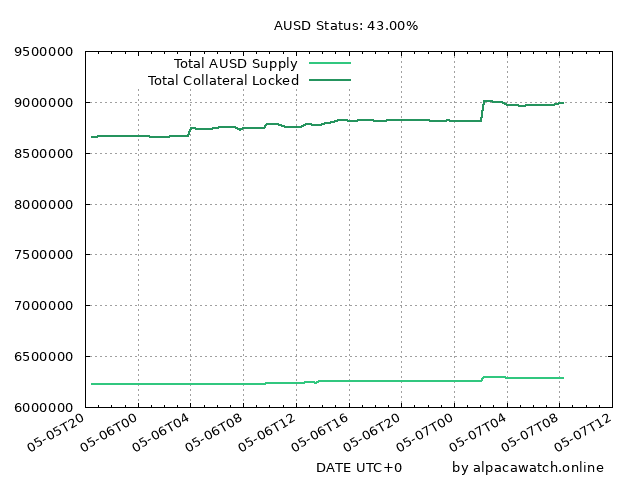 AUSD Status: 43.00%
9500000
Total AUSD Supply
Total Collateral Locked
9000000
8500000
8000000
7500000
7000000
6500000
6000000
05-05T20 05-06T00 05-06T04 05-06T08 05-06T12 05-06T16 05-06T20 05-07T00 05-07T04 05-07T08 05-07T12
DATE UTC+0 by alpacawatch.online